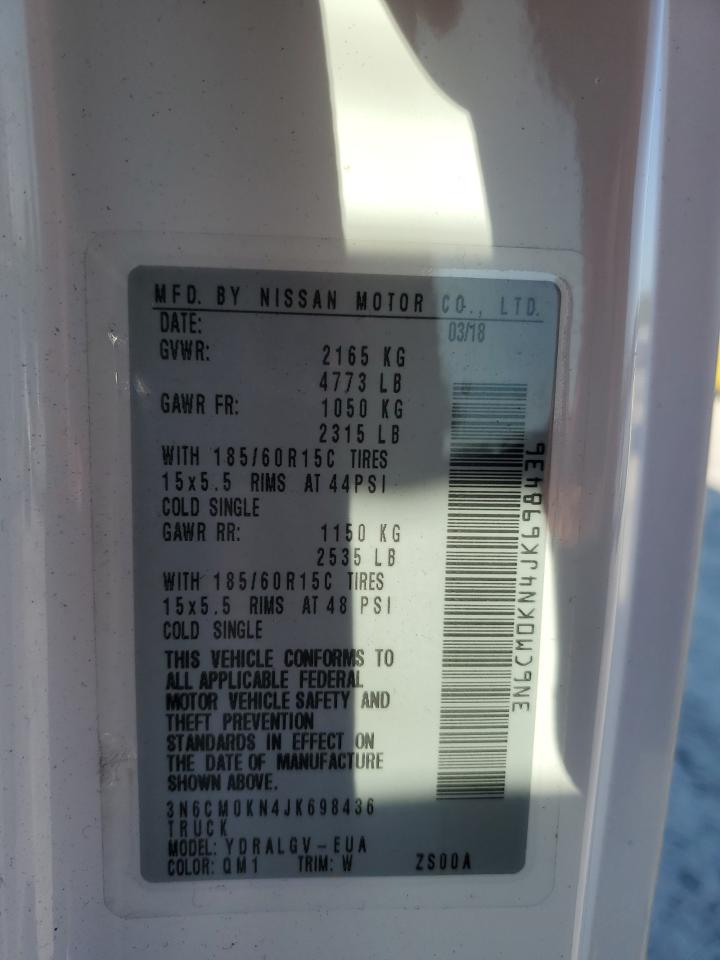 MFD. BY NISSAN MOTOR CO., LTD.
DATE: 03/18
GVWR: 2165 KG
4773 LB
GAWR FR: 1050 KG
2315 LB
WITH 185/60R15C TIRES
15x5.5 RIMS AT 44PSI
COLD SINGLE
GAWR RR: 1150 KG
2535 LB
WITH 185/60R15C TIRES
15x5.5 RIMS AT 48 PSI
COLD SINGLE
THIS VEHICLE CONFORMS TO
ALL APPLICABLE FEDERAL
MOTOR VEHICLE SAFETY AND
THEFT PREVENTION
STANDARDS IN EFFECT ON
THE DATE OF MANUFACTURE
SHOWN ABOVE.
3N6CM0KN4JK698436
TRUCK
MODEL: YDRALGV-EUA
COLOR: QM1 TRIM: W ZS00A
3N6CM0KN4JK698436